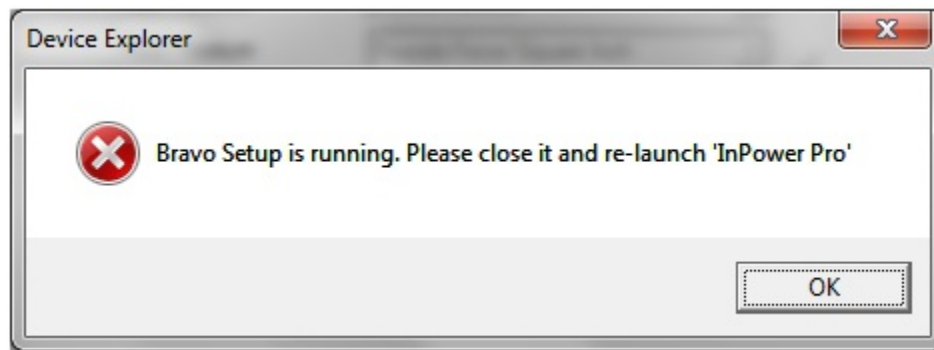 Device Explorer
Bravo Setup is running. Please close it and re-launch 'InPower Pro'
OK